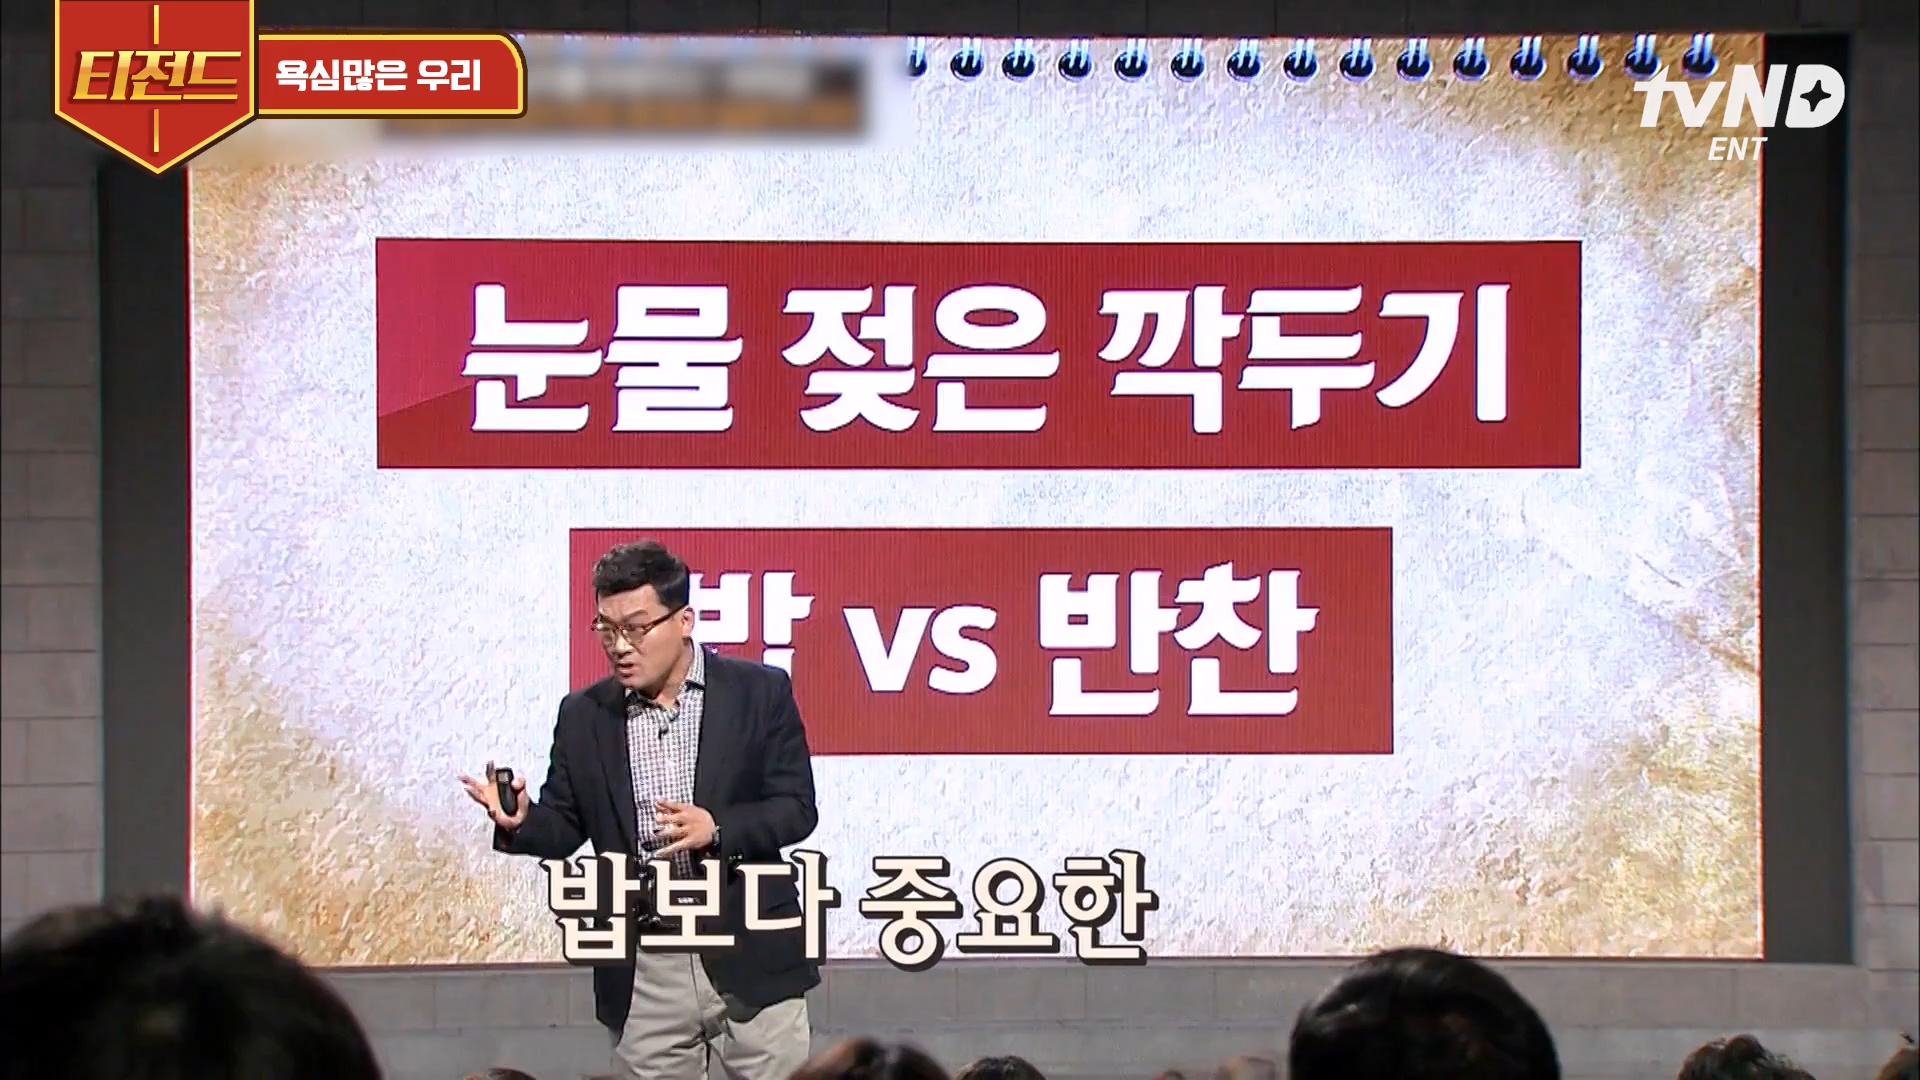 티전드
욕심많은 우리
tvN D
ENT
눈물 젖은 깍두기
밥 vs 반찬
밥보다 중요한